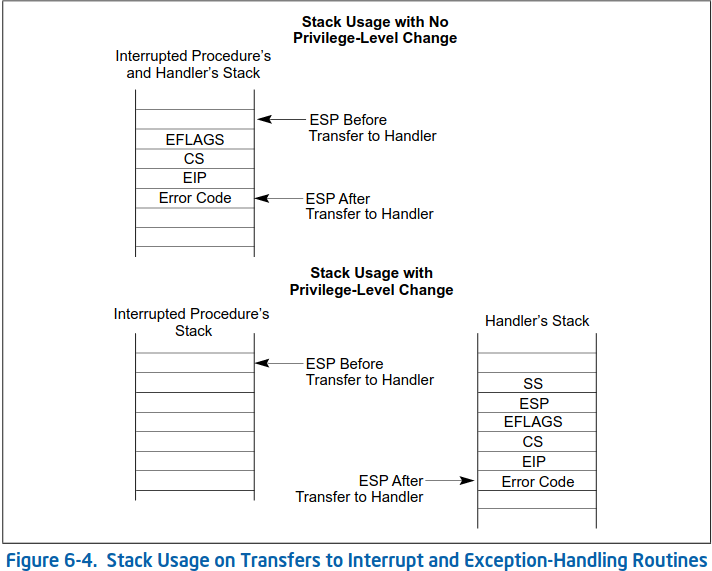 Stack Usage with No
Privilege-Level Change
Interrupted Procedure's
and Handler's Stack
ESP Before
Transfer to Handler
EFLAGS
CS
EIP
Error Code
ESP After
Transfer to Handler
Stack Usage with
Privilege-Level Change
Interrupted Procedure's
Stack
Handler's Stack
ESP Before
Transfer to Handler
SS
ESP
EFLAGS
CS
EIP
Error Code
ESP After
Transfer to Handler
Figure 6-4. Stack Usage on Transfers to Interrupt and Exception-Handling Routines